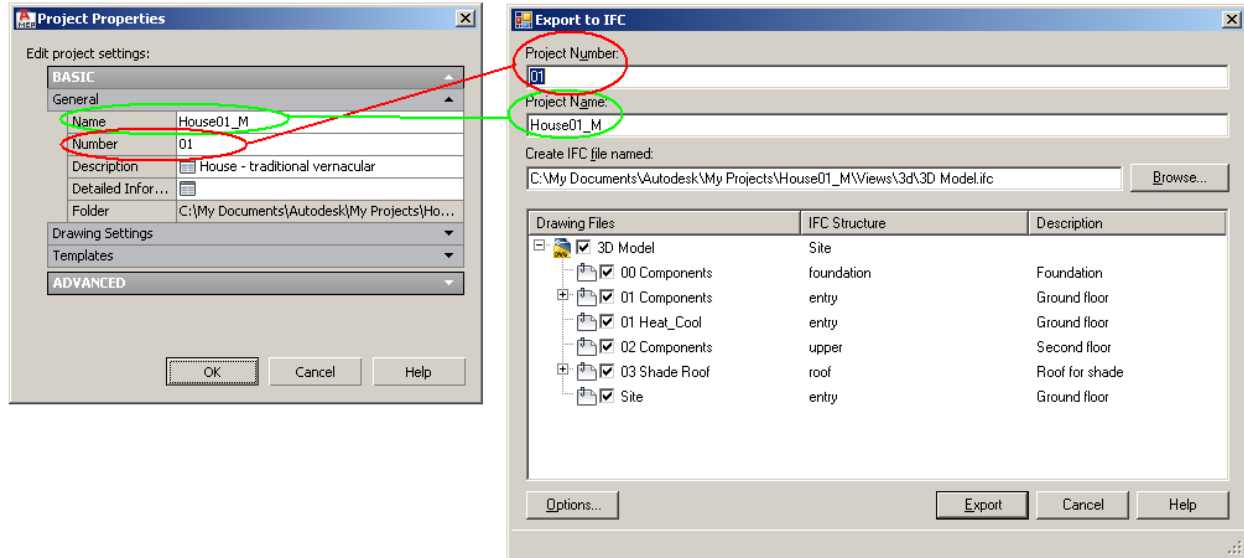 MEP Project Properties
Edit project settings:
BASIC
General
Name House01_M
Number 01
Description House - traditional vernacular
Detailed Infor...
Folder C:\My Documents\Autodesk\My Projects\Ho...
Drawing Settings
Templates
ADVANCED
OK Cancel Help
Export to IFC
Project Number:
01
Project Name:
House01_M
Create IFC file named:
C:\My Documents\Autodesk\My Projects\House01_M\Views\3d\3D Model.ifc Browse...
Drawing Files IFC Structure Description
3D Model Site
00 Components foundation Foundation
01 Components entry Ground floor
01 Heat_Cool entry Ground floor
02 Components upper Second floor
03 Shade Roof roof Roof for shade
Site entry Ground floor
Options... Export Cancel Help